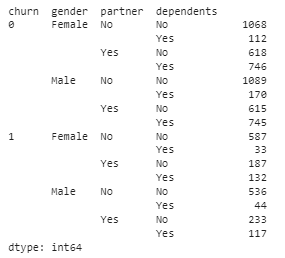 churn  gender  partner  dependents
0      Female  No       No            1068
                        Yes            112
               Yes      No             618
                        Yes            746
       Male    No       No            1089
                        Yes            170
               Yes      No             615
                        Yes            745
1      Female  No       No             587
                        Yes             33
               Yes      No             187
                        Yes            132
       Male    No       No             536
                        Yes             44
               Yes      No             233
                        Yes            117
dtype: int64